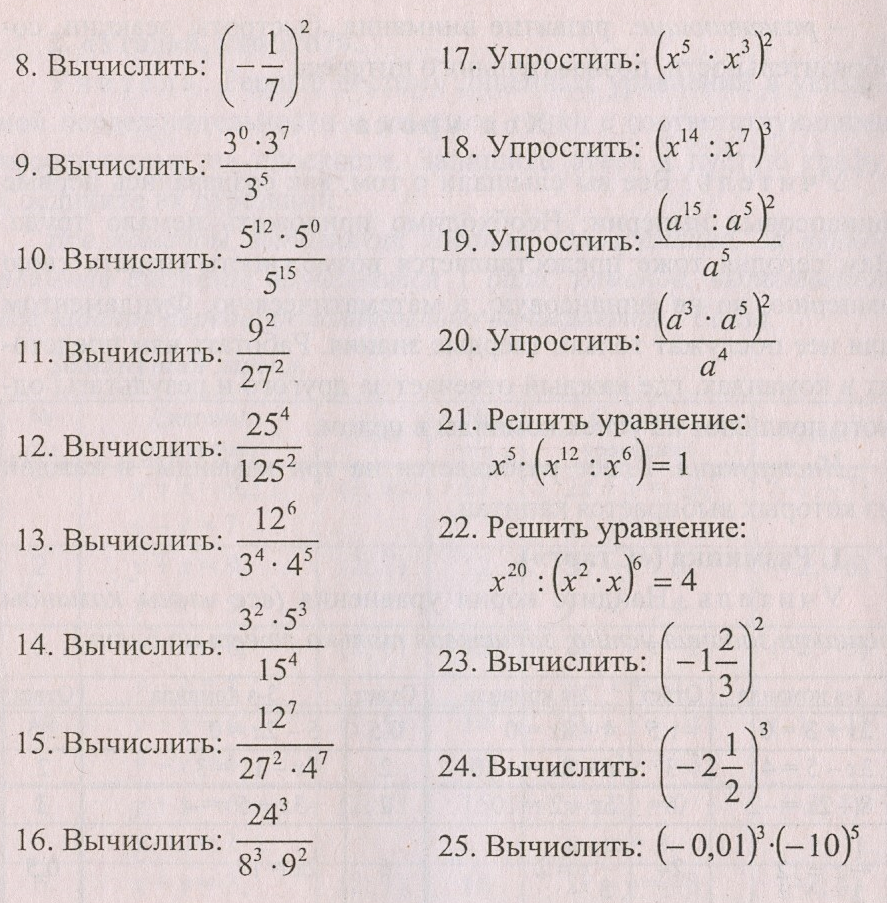 8. Вычислить: (-1/7)²
9. Вычислить: (3⁰ · 3⁷)/3⁵
10. Вычислить: (5¹² · 5⁰)/5¹⁵
11. Вычислить: 9²/27²
12. Вычислить: 25⁴/125²
13. Вычислить: 12⁶/(3⁴ · 4⁵)
14. Вычислить: (3² · 5³)/15⁴
15. Вычислить: 12⁷/(27² · 4⁷)
16. Вычислить: 24³/(8³ · 9²)
17. Упростить: (x⁵ · x³)²
18. Упростить: (x¹⁴ : x⁷)³
19. Упростить: (a¹⁵ : a⁵)²/a⁵
20. Упростить: (a³ · a⁵)²/a⁴
21. Решить уравнение:
x⁵ · (x¹² : x⁶) = 1
22. Решить уравнение:
x²⁰ : (x² · x)⁶ = 4
23. Вычислить: (-1 2/3)²
24. Вычислить: (-2 1/2)³
25. Вычислить: (-0,01)³·(-10)⁵